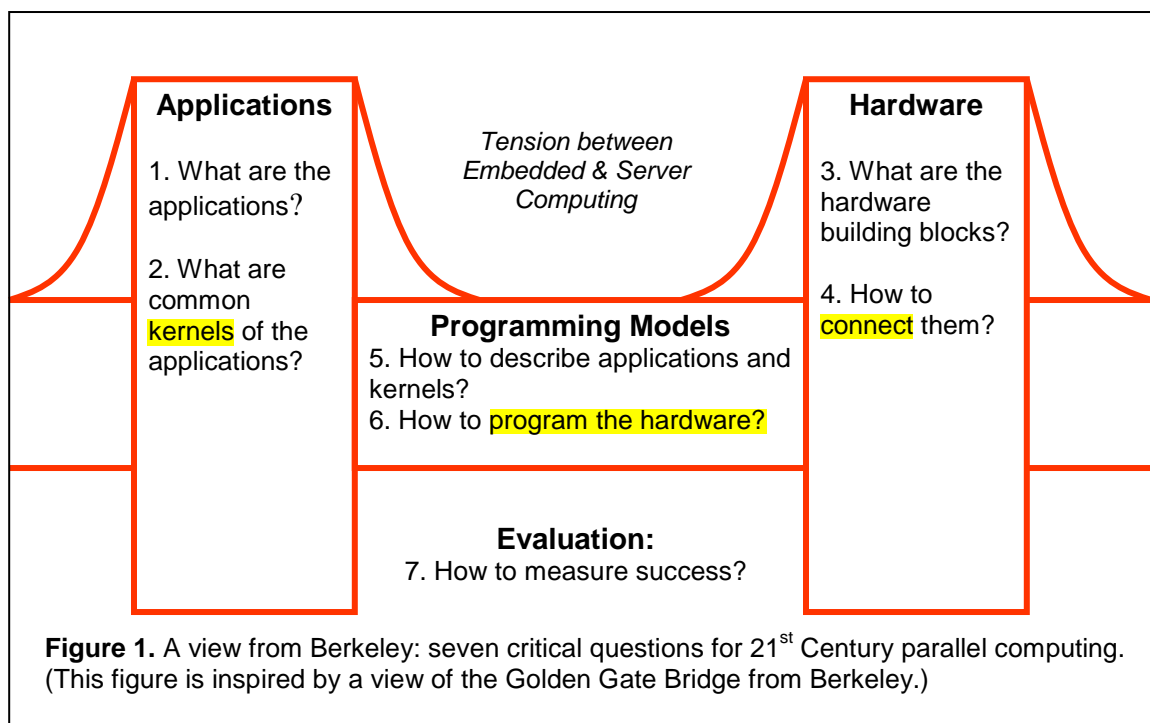 Applications
1. What are the
applications?
2. What are
common
kernels of the
applications?
Tension between
Embedded & Server
Computing
Hardware
3. What are the
hardware
building blocks?
4. How to
connect them?
Programming Models
5. How to describe applications and
kernels?
6. How to program the hardware?
Evaluation:
7. How to measure success?
Figure 1. A view from Berkeley: seven critical questions for 21st Century parallel computing.
(This figure is inspired by a view of the Golden Gate Bridge from Berkeley.)